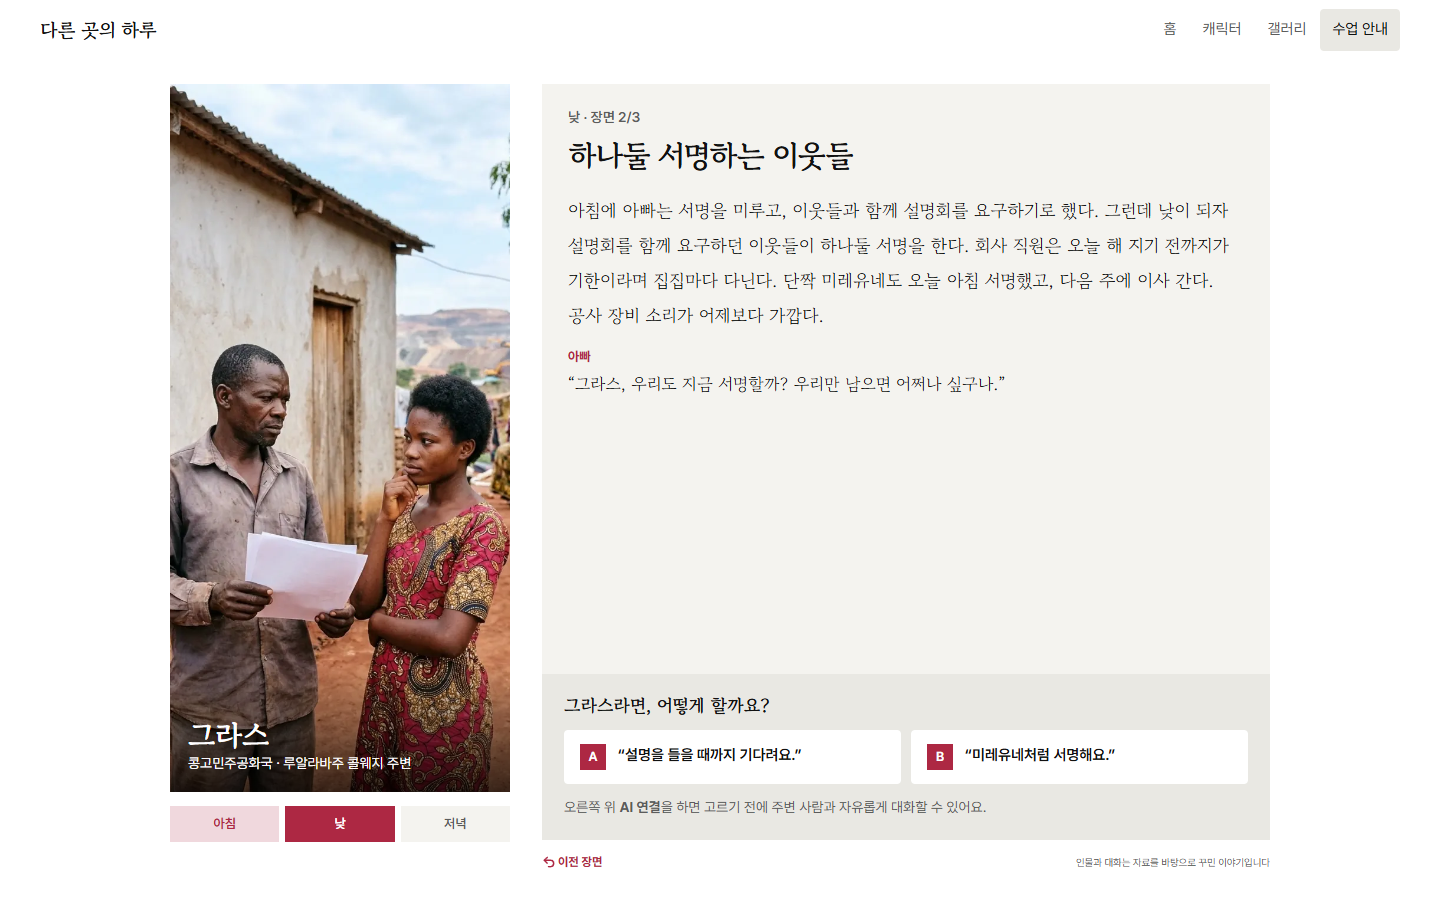 다른 곳의 하루
홈
캐릭터
갤러리
수업 안내
그라스
콩고민주공화국 · 루알라바주 콜웨지
아침
낮
저녁
낮 · 장면 2/3
하나둘 서명하는 이웃들
아침에 아빠는 서명을 미루고, 이웃들과 함께 설명회를 요구하기로 했다. 그런데 낮이 되자
설명회를 함께 요구하던 이웃들이 하나둘 서명을 한다. 회사 직원은 오늘 해 지기 전까지가
기한이라며 집집마다 다닌다. 단짝 미레유네도 오늘 아침 서명했고, 다음 주에 이사 간다.
공사 장비 소리가 어제보다 가깝다.
아빠
“그라스, 우리도 지금 서명할까? 우리만 남으면 어쩌나 싶구나.”
그라스라면, 어떻게 할까요?
A “설명을 들을 때까지 기다려요.”
B “미레유네처럼 서명해요.”
오른쪽 위 AI 연결을 하면 고르기 전에 주변 사람과 자유롭게 대화할 수 있어요.
이전 장면
인물과 대화는 자료를 바탕으로 꾸민 이야기입니다